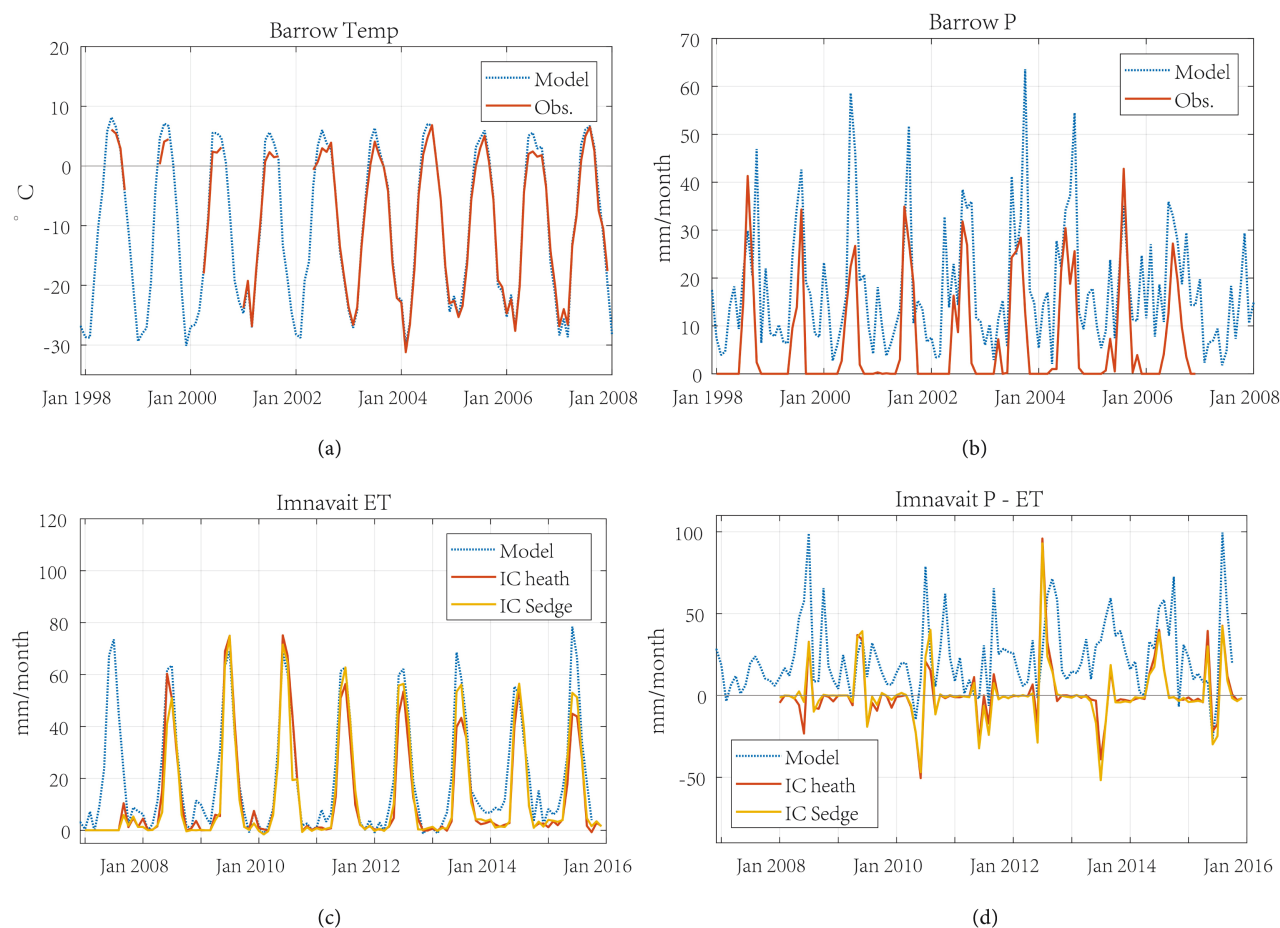 Barrow Temp
20
10
0
-10
-20
-30
° C
Model
Obs.
Jan 1998
Jan 2000
Jan 2002
Jan 2004
Jan 2006
Jan 2008
(a)
Barrow P
70
60
50
40
30
20
10
0
mm/month
Model
Obs.
Jan 1998
Jan 2000
Jan 2002
Jan 2004
Jan 2006
Jan 2008
(b)
Imnavait ET
120
100
80
60
40
20
0
mm/month
Model
IC heath
IC Sedge
Jan 2008
Jan 2010
Jan 2012
Jan 2014
Jan 2016
(c)
Imnavait P - ET
100
50
0
-50
mm/month
Model
IC heath
IC Sedge
Jan 2008
Jan 2010
Jan 2012
Jan 2014
Jan 2016
(d)